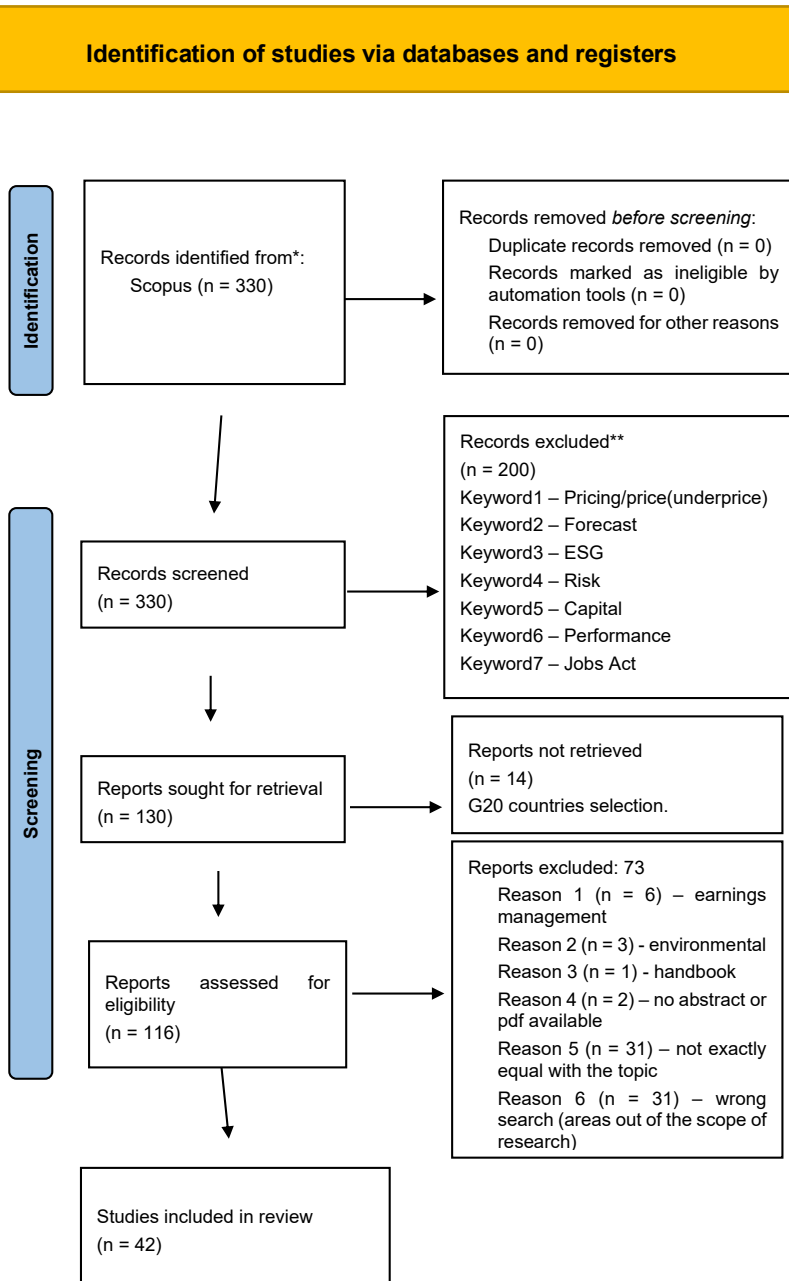 Identification of studies via databases and registers
Identification
Records identified from*:
Scopus (n = 330)
Records removed before screening:
Duplicate records removed (n = 0)
Records marked as ineligible by
automation tools (n = 0)
Records removed for other reasons
(n = 0)
Screening
Records screened
(n = 330)
Records excluded**
(n = 200)
Keyword1 – Pricing/price(underprice)
Keyword2 – Forecast
Keyword3 – ESG
Keyword4 – Risk
Keyword5 – Capital
Keyword6 – Performance
Keyword7 – Jobs Act
Reports sought for retrieval
(n = 130)
Reports not retrieved
(n = 14)
G20 countries selection.
Reports assessed for
eligibility
(n = 116)
Reports excluded: 73
Reason 1 (n = 6) – earnings
management
Reason 2 (n = 3) - environmental
Reason 3 (n = 1) - handbook
Reason 4 (n = 2) – no abstract or
pdf available
Reason 5 (n = 31) – not exactly
equal with the topic
Reason 6 (n = 31) – wrong
search (areas out of the scope of
research)
Studies included in review
(n = 42)